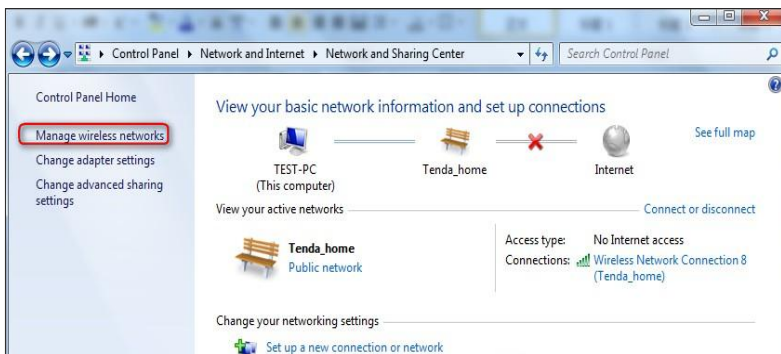 Control Panel ▸ Network and Internet ▸ Network and Sharing Center
Search Control Panel
Control Panel Home
Manage wireless networks
Change adapter settings
Change advanced sharing
settings
View your basic network information and set up connections
See full map
TEST-PC
(This computer)
Tenda_home
Internet
View your active networks
Connect or disconnect
Tenda_home
Public network
Access type: No Internet access
Connections: Wireless Network Connection 8
(Tenda_home)
Change your networking settings
Set up a new connection or network